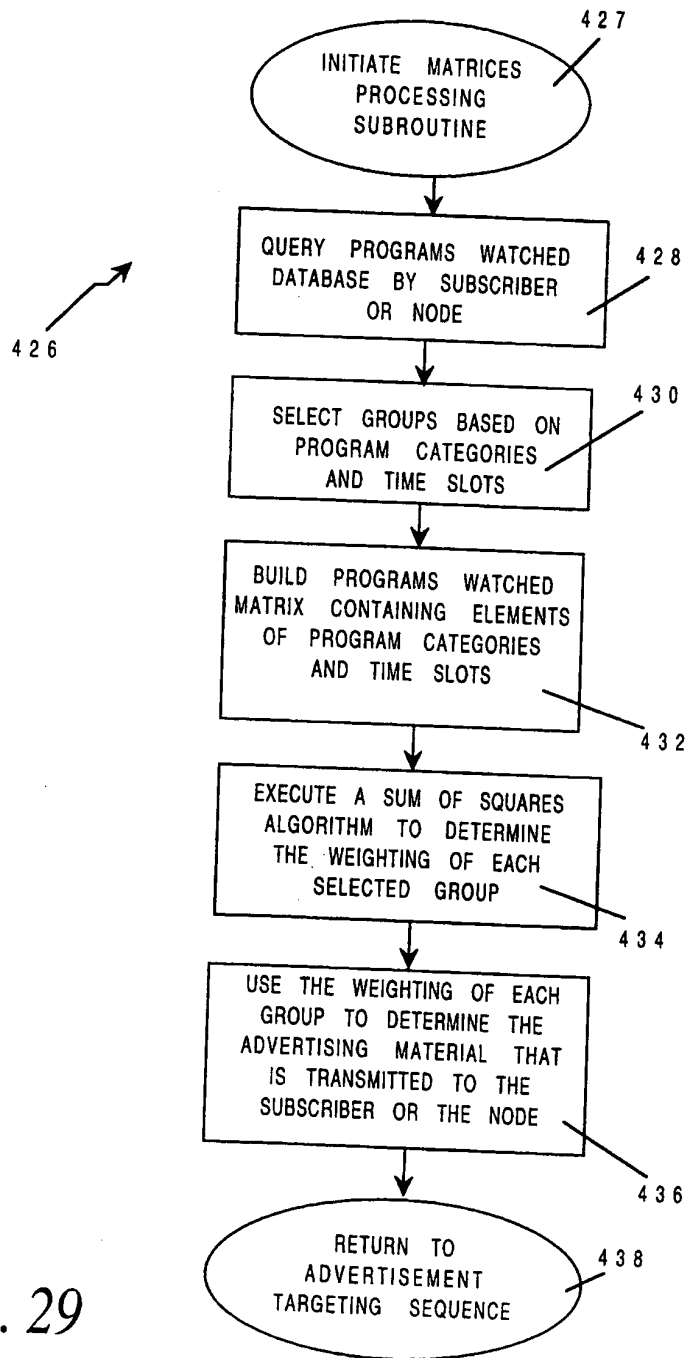 427
INITIATE MATRICES
PROCESSING
SUBROUTINE
QUERY PROGRAMS WATCHED
DATABASE BY SUBSCRIBER
OR NODE
428
426
430
SELECT GROUPS BASED ON
PROGRAM CATEGORIES
AND TIME SLOTS
BUILD PROGRAMS WATCHED
MATRIX CONTAINING ELEMENTS
OF PROGRAM CATEGORIES
AND TIME SLOTS
432
EXECUTE A SUM OF SQUARES
ALGORITHM TO DETERMINE
THE WEIGHTING OF EACH
SELECTED GROUP
434
USE THE WEIGHTING OF EACH
GROUP TO DETERMINE THE
ADVERTISING MATERIAL THAT
IS TRANSMITTED TO THE
SUBSCRIBER OR THE NODE
436
RETURN TO
ADVERTISEMENT
TARGETING SEQUENCE
438
. 29